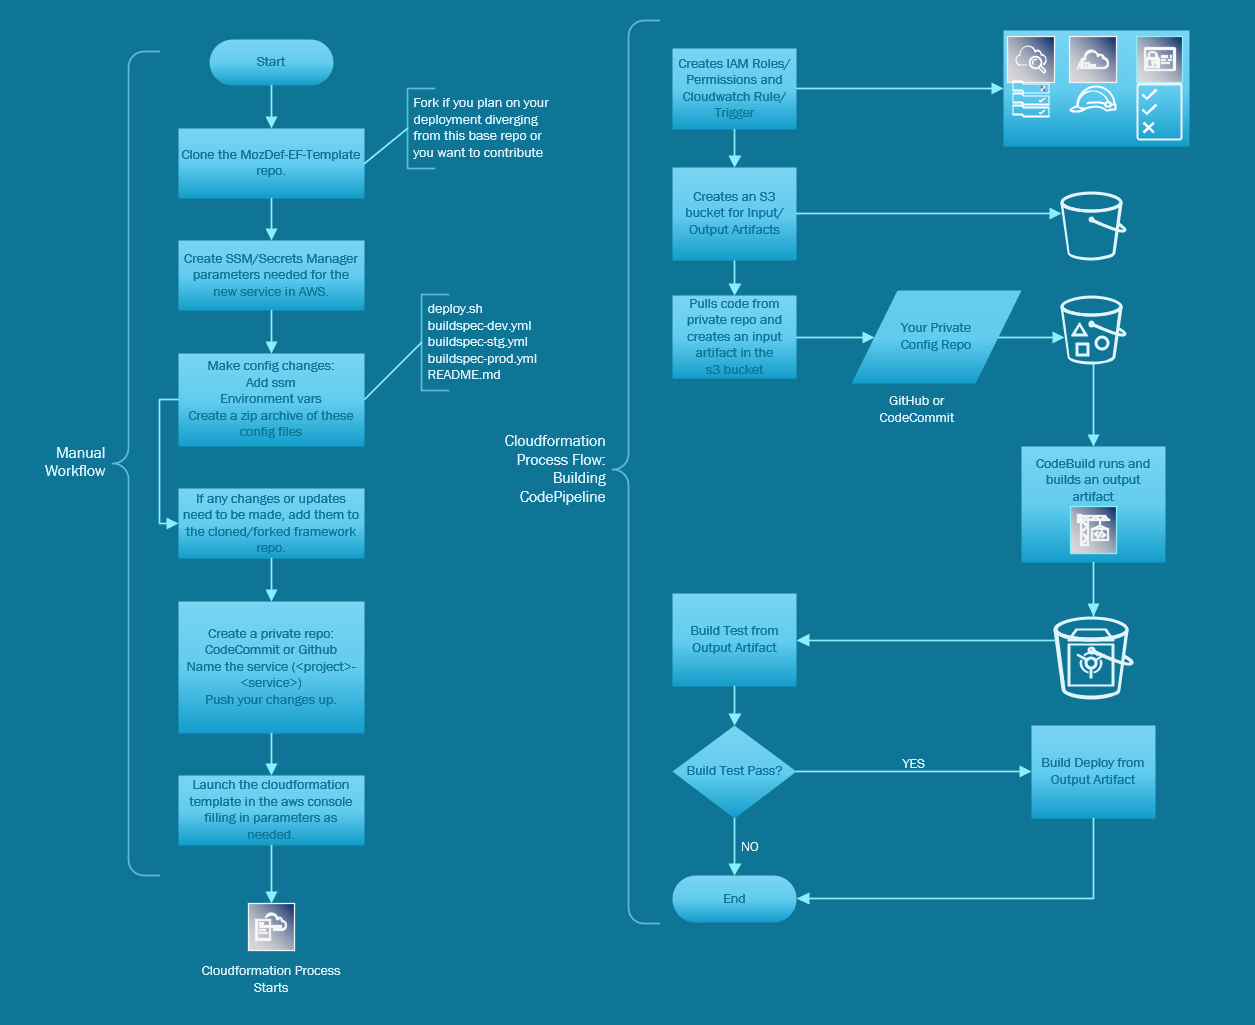 Start
Fork if you plan on your
deployment diverging
from this base repo or
you want to contribute
Clone the MozDef-EF-Template
repo.
Create SSM/Secrets Manager
parameters needed for the
new service in AWS.
deploy.sh
buildspec-dev.yml
buildspec-stg.yml
buildspec-prod.yml
README.md
Make config changes:
Add ssm
Environment vars
Create a zip archive of these
config files
Manual
Workflow
If any changes or updates
need to be made, add them to
the cloned/forked framework
repo.
Create a private repo:
CodeCommit or Github
Name the service (<project>-
<service>)
Push your changes up.
Launch the cloudformation
template in the aws console
filling in parameters as
needed.
Cloudformation Process
Starts
Cloudformation
Process Flow:
Building
CodePipeline
Creates IAM Roles/
Permissions and
Cloudwatch Rule/
Trigger
Creates an S3
bucket for Input/
Output Artifacts
Pulls code from
private repo and
creates an input
artifact in the
s3 bucket
Your Private
Config Repo
GitHub or
CodeCommit
CodeBuild runs and
builds an output
artifact
Build Test from
Output Artifact
Build Test Pass?
YES
Build Deploy from
Output Artifact
NO
End